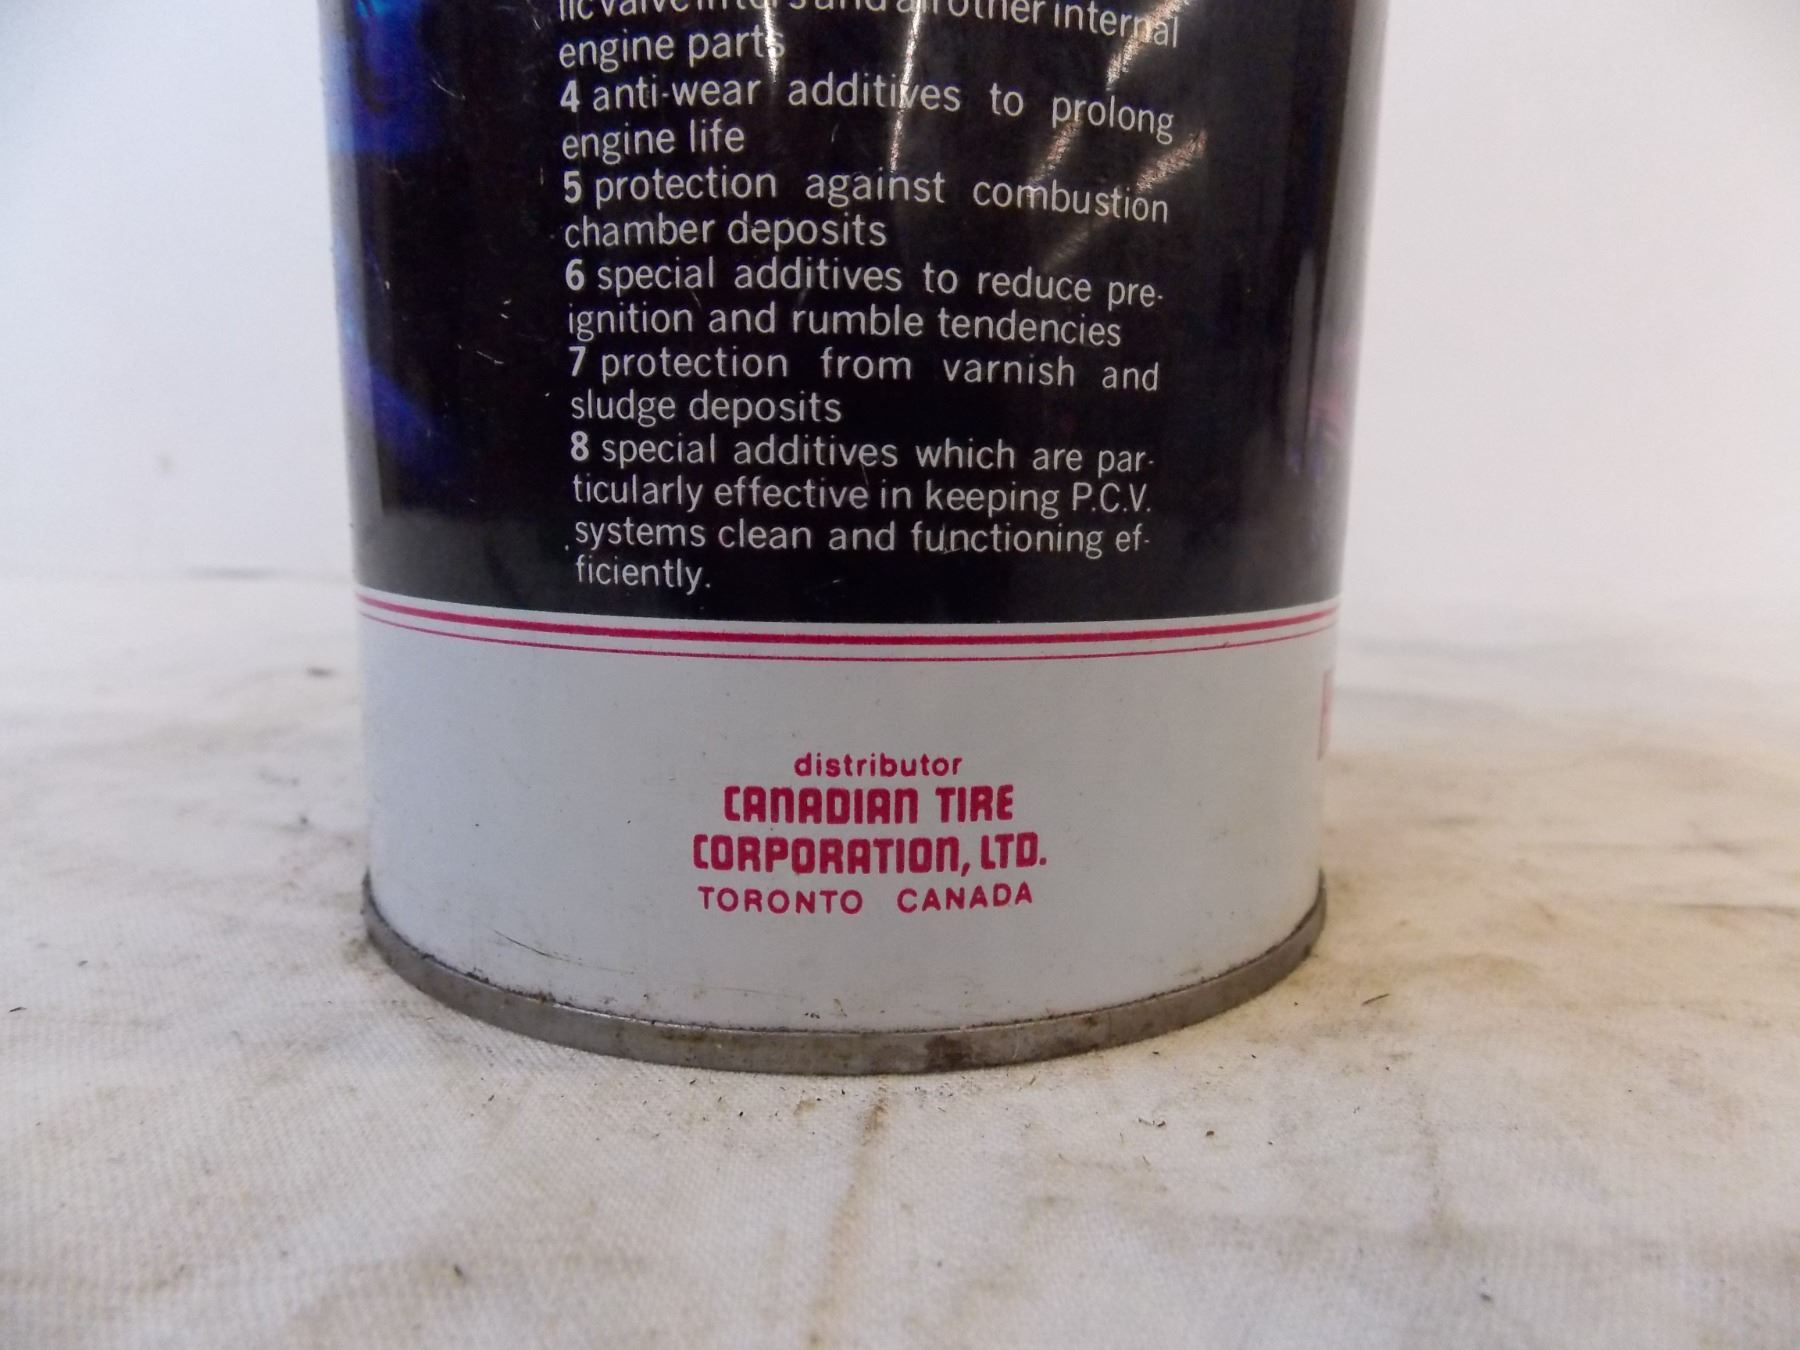 other internal
engine parts
4 anti-wear additives to prolong
engine life
5 protection against combustion
chamber deposits
6 special additives to reduce pre-
ignition and rumble tendencies
7 protection from varnish and
sludge deposits
8 special additives which are par-
ticularly effective in keeping P.C.V.
systems clean and functioning ef-
ficiently.
distributor
CANADIAN TIRE
CORPORATION, LTD.
TORONTO CANADA